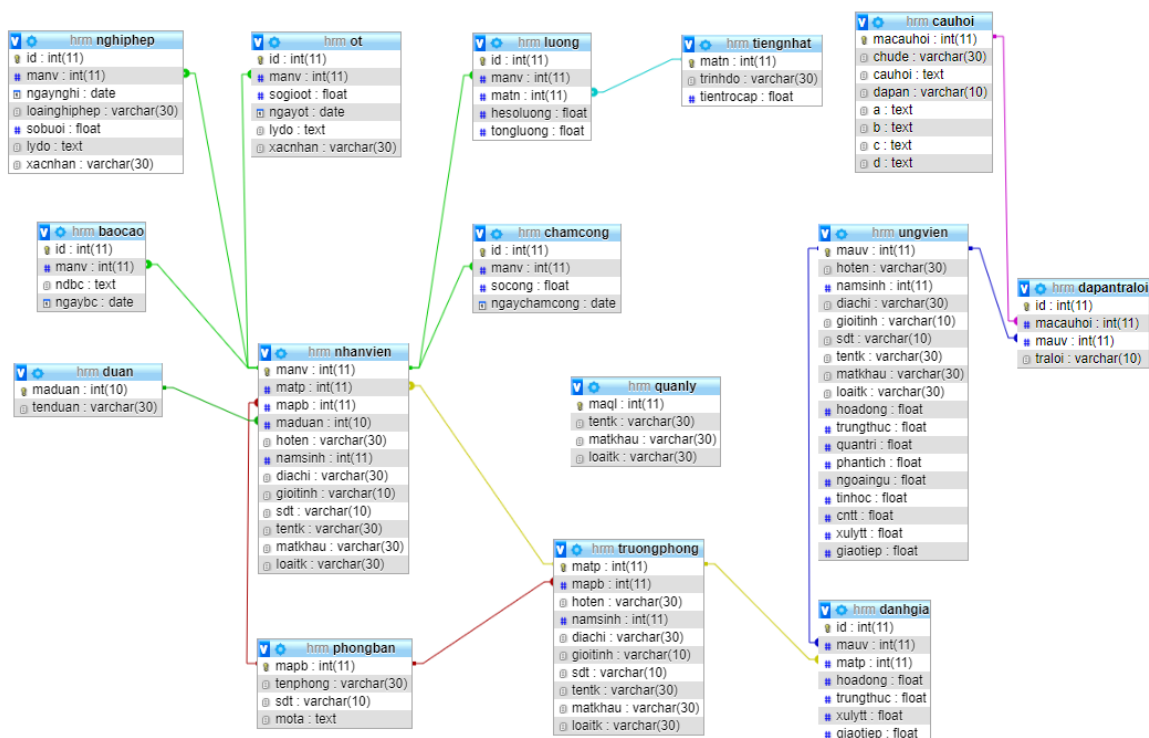 hrm nghiphep
id : int(11)
manv : int(11)
ngaynghi : date
loainghiphep : varchar(30)
sobuoi : float
lydo : text
xacnhan : varchar(30)
hrm ot
id : int(11)
manv : int(11)
sogioot : float
ngayot : date
lydo : text
xacnhan : varchar(30)
hrm luong
id : int(11)
manv : int(11)
matn : int(11)
hesoluong : float
tongluong : float
hrm tiengnhat
matn : int(11)
trinhdo : varchar(30)
tientrocap : float
hrm cauhoi
macauhoi : int(11)
chude : varchar(30)
cauhoi : text
dapan : varchar(10)
a : text
b : text
c : text
d : text
hrm baocao
id : int(11)
manv : int(11)
ndbc : text
ngaybc : date
hrm chamcong
id : int(11)
manv : int(11)
socong : float
ngaychamcong : date
hrm ungvien
mauv : int(11)
hoten : varchar(30)
namsinh : int(11)
diachi : varchar(30)
gioitinh : varchar(10)
sdt : varchar(10)
tentk : varchar(30)
matkhau : varchar(30)
loaitk : varchar(30)
hoadong : float
trungthuc : float
quantri : float
phantich : float
ngoaingu : float
tinhoc : float
cntt : float
xulytt : float
giaotiep : float
hrm dapantraloi
id : int(11)
macauhoi : int(11)
mauv : int(11)
traloi : varchar(10)
hrm duan
maduan : int(10)
tenduan : varchar(30)
hrm nhanvien
manv : int(11)
matp : int(11)
mapb : int(11)
maduan : int(10)
hoten : varchar(30)
namsinh : int(11)
diachi : varchar(30)
gioitinh : varchar(10)
sdt : varchar(10)
tentk : varchar(30)
matkhau : varchar(30)
loaitk : varchar(30)
hrm quanly
maql : int(11)
tentk : varchar(30)
matkhau : varchar(30)
loaitk : varchar(30)
hrm truongphong
matp : int(11)
mapb : int(11)
hoten : varchar(30)
namsinh : int(11)
diachi : varchar(30)
gioitinh : varchar(10)
sdt : varchar(10)
tentk : varchar(30)
matkhau : varchar(30)
loaitk : varchar(30)
hrm phongban
mapb : int(11)
tenphong : varchar(30)
sdt : varchar(10)
mota : text
hrm danhgia
id : int(11)
mauv : int(11)
matp : int(11)
hoadong : float
trungthuc : float
xulytt : float
giaotiep : float